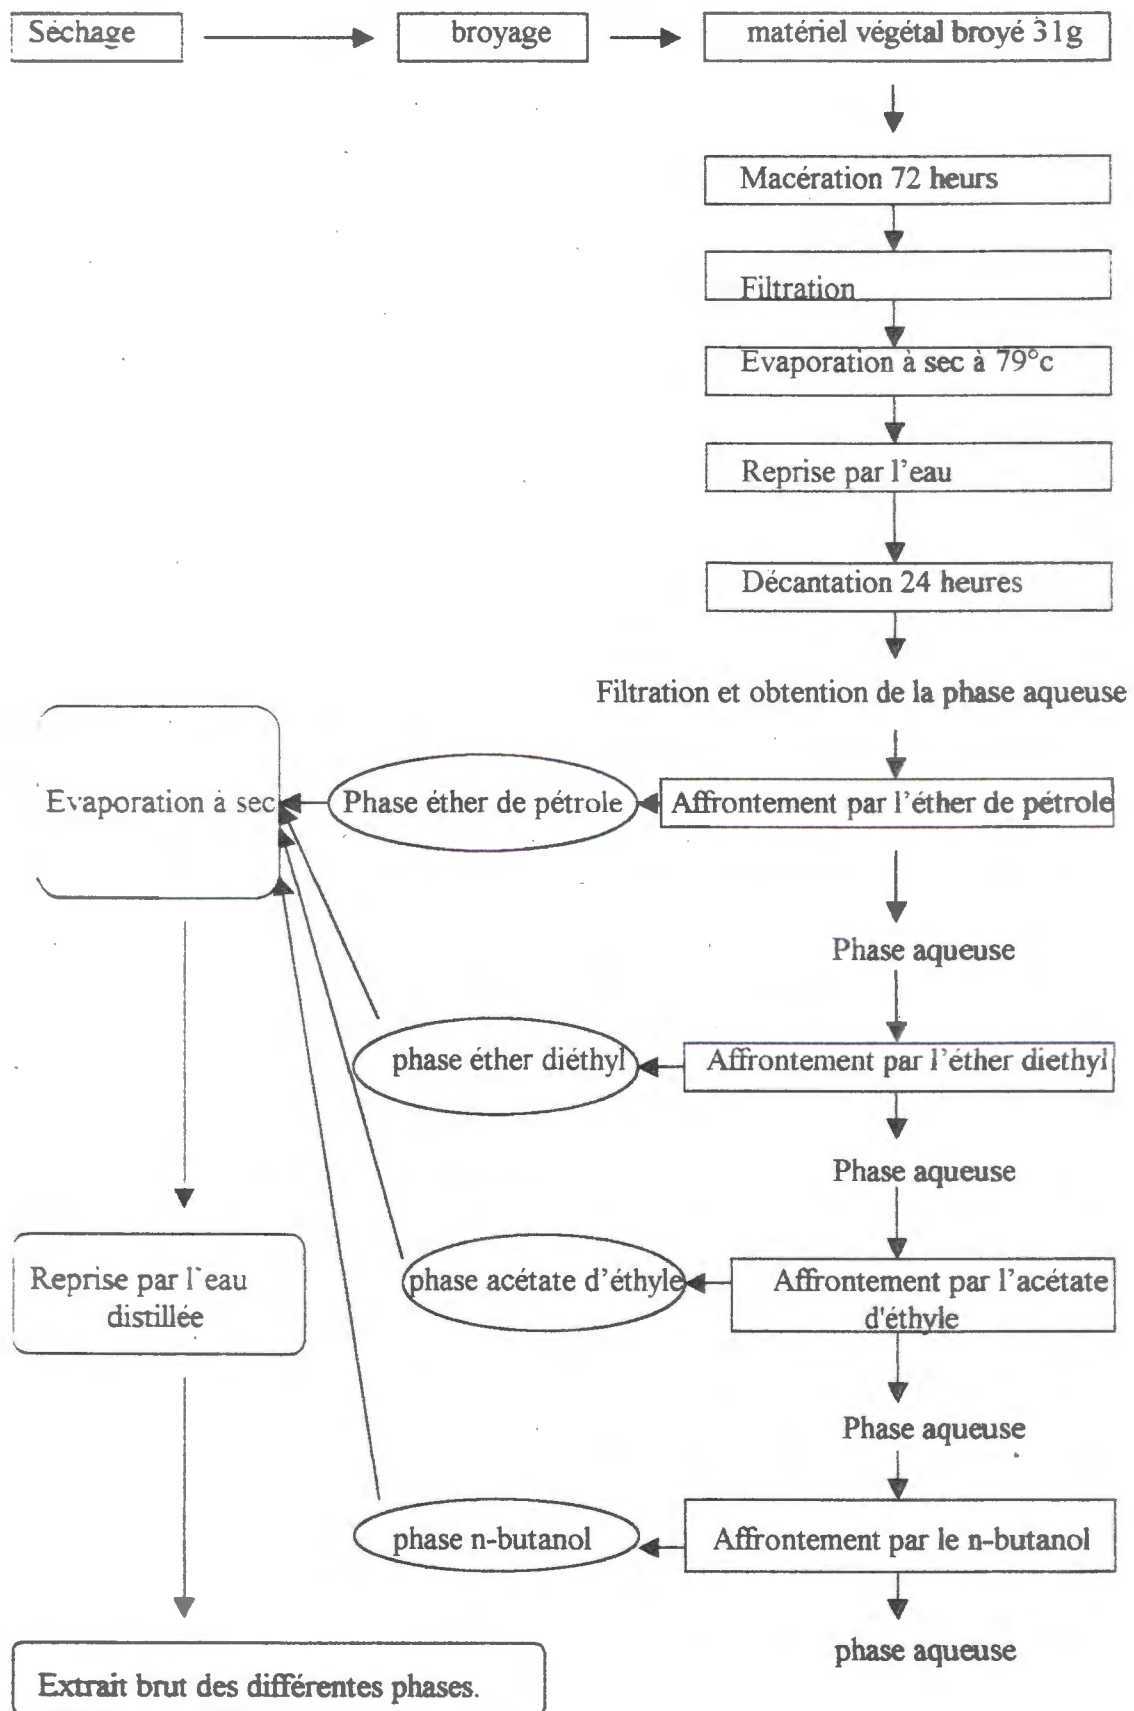 Séchage
broyage
matériel végétal broyé 31g
Macération 72 heurs
Filtration
Evaporation à sec à 79°c
Reprise par l'eau
Décantation 24 heures
Filtration et obtention de la phase aqueuse
Evaporation à sec
Phase éther de pétrole
Affrontement par l'éther de pétrole
Phase aqueuse
phase éther diéthyl
Affrontement par l'éther diethyl
Phase aqueuse
Reprise par l'eau
distillée
phase acétate d'éthyle
Affrontement par l'acétate
d'éthyle
Phase aqueuse
phase n-butanol
Affrontement par le n-butanol
phase aqueuse
Extrait brut des différentes phases.